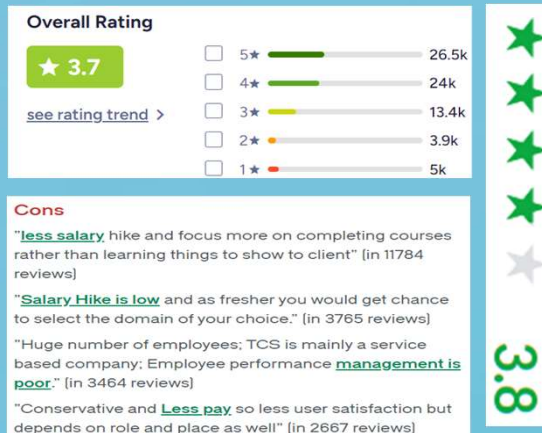 Overall Rating
★ 3.7
see rating trend >
5★ 26.5k
4★ 24k
3★ 13.4k
2★ 3.9k
1★ 5k
Cons
"less salary hike and focus more on completing courses
rather than learning things to show to client" (in 11784
reviews)
"Salary Hike is low and as fresher you would get chance
to select the domain of your choice." (in 3765 reviews)
"Huge number of employees; TCS is mainly a service
based company; Employee performance management is
poor." (in 3464 reviews)
"Conservative and Less pay so less user satisfaction but
depends on role and place as well" (in 2667 reviews)
3.8